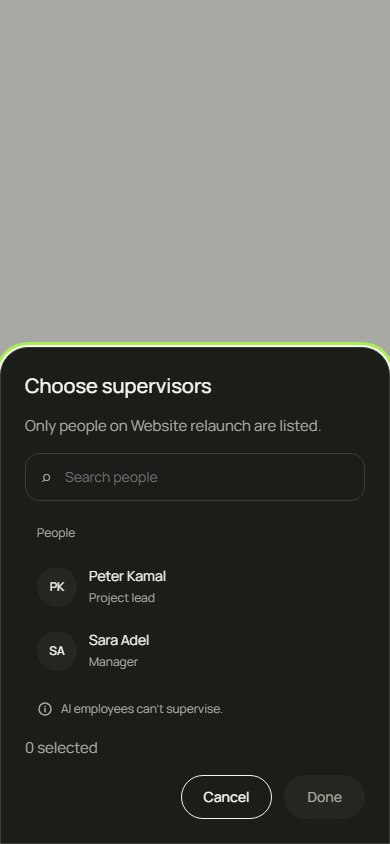 Choose supervisors
Only people on Website relaunch are listed.
Search people
People
PK
Peter Kamal
Project lead
SA
Sara Adel
Manager
AI employees can't supervise.
0 selected
Cancel
Done